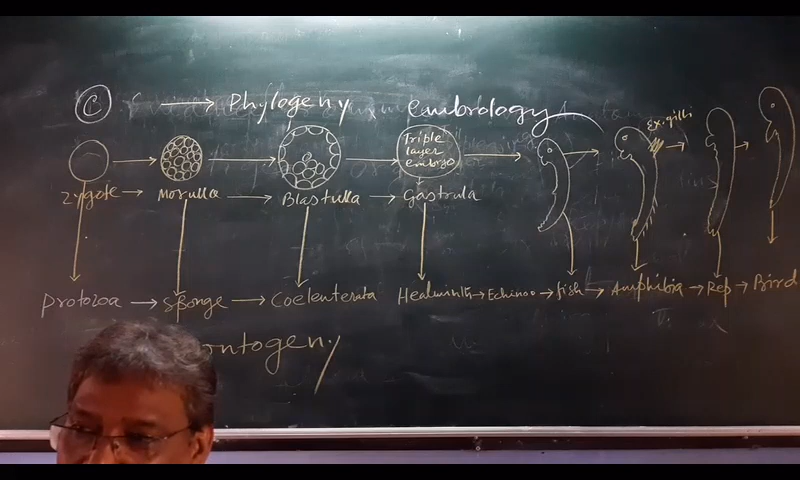 C → Phylogeny embrology
Triple layer embryo
Ex. gills
Zygote → Morulla → Blastulla → Gastrula
Protozoa → Sponge → Coelenterata Healminth → Echino → fish → Amphibia → Rep → Bird
ontogeny